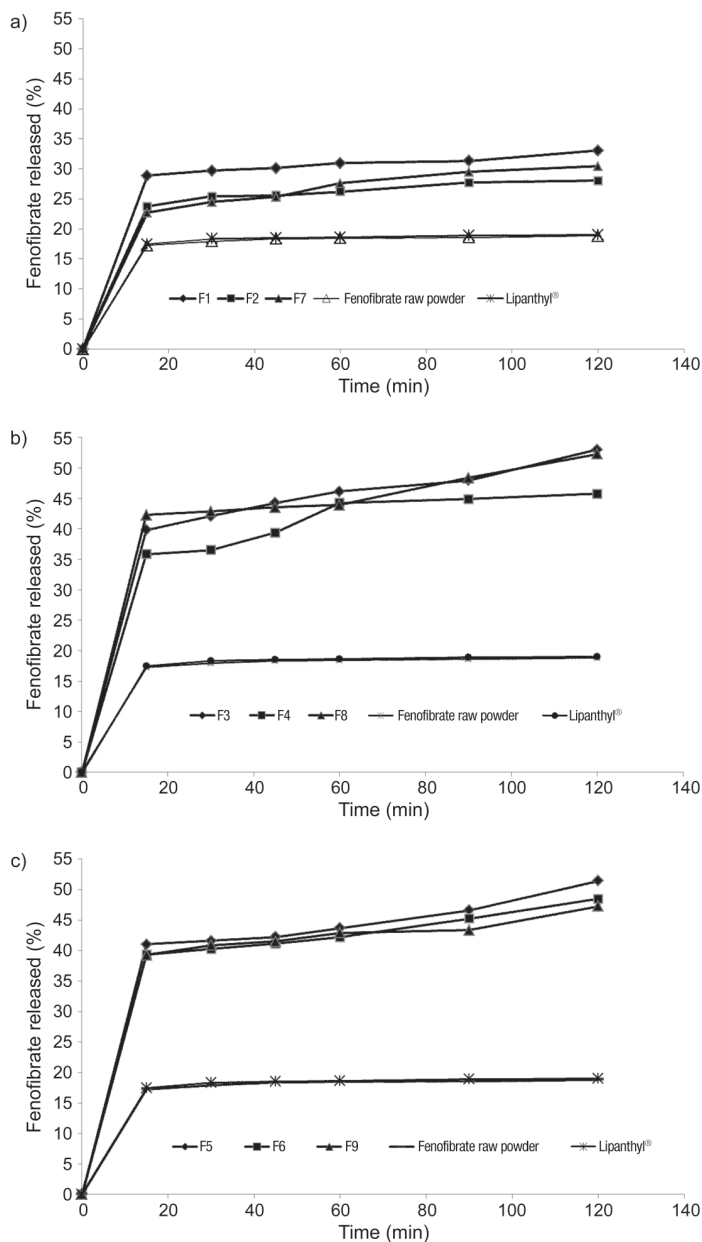 a)
Fenofibrate released (%)
55
50
45
40
35
30
25
20
15
10
5
0
F1 F2 F7 Fenofibrate raw powder Lipanthyl®
0 20 40 60 80 100 120 140
Time (min)
b)
Fenofibrate released (%)
55
50
45
40
35
30
25
20
15
10
5
0
F3 F4 F8 Fenofibrate raw powder Lipanthyl®
0 20 40 60 80 100 120 140
Time (min)
c)
Fenofibrate released (%)
55
50
45
40
35
30
25
20
15
10
5
0
F5 F6 F9 Fenofibrate raw powder Lipanthyl®
0 20 40 60 80 100 120 140
Time (min)